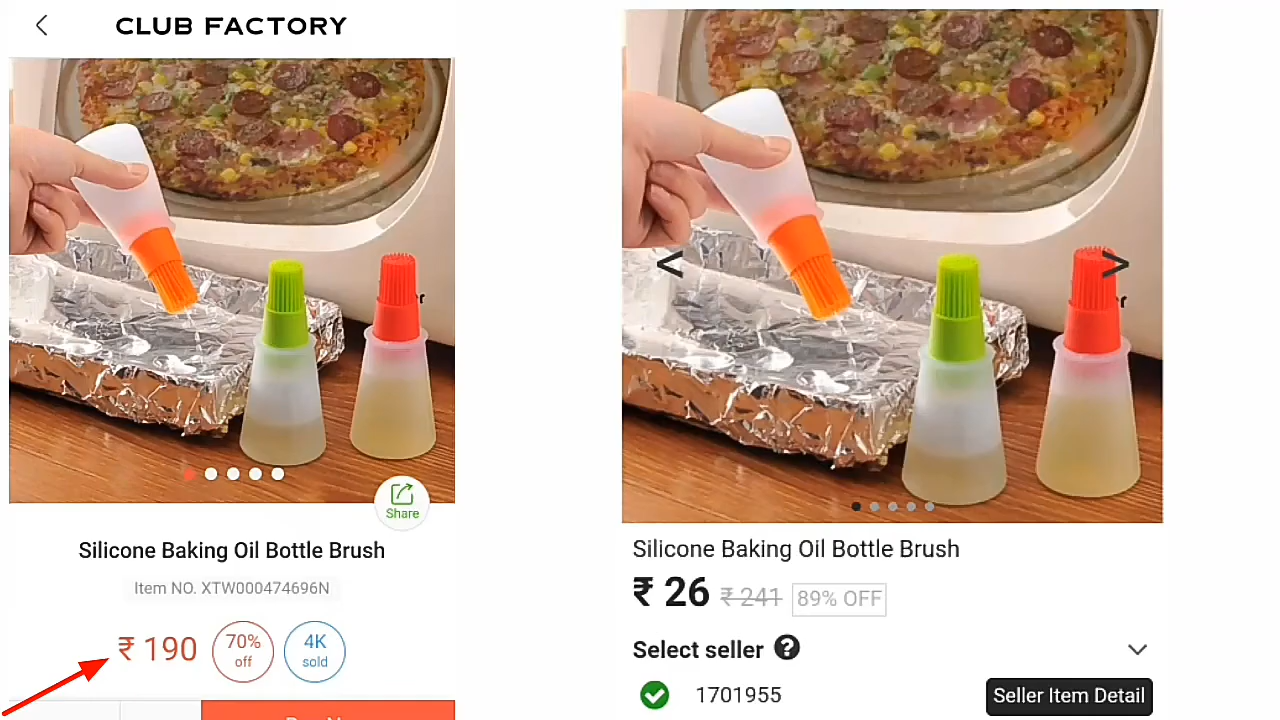 CLUB FACTORY
Share
Silicone Baking Oil Bottle Brush
Item NO. XTW000474696N
₹ 190
70%
off
4K
sold
Silicone Baking Oil Bottle Brush
₹ 26 ₹ 241 89% OFF
Select seller ?
1701955
Seller Item Detail